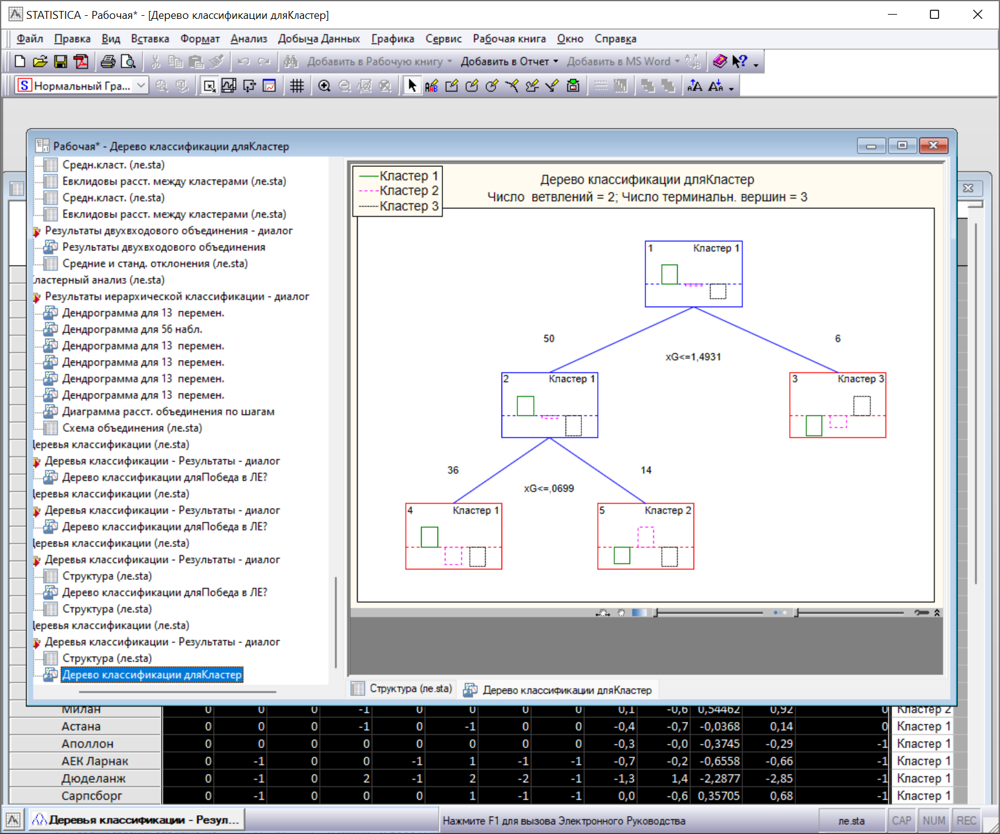 STATISTICA - Рабочая* - [Дерево классификации дляКластер]
Файл Правка Вид Вставка Формат Анализ Добыча Данных Графика Сервис Рабочая книга Окно Справка
Добавить в Рабочую книгу Добавить в Отчет Добавить в MS Word
Нормальный Гра...
Рабочая* - Дерево классификации дляКластер
Средн.класт. (ле.sta)
Евклидовы расст. между кластерами (ле.sta)
Средн.класт. (ле.sta)
Евклидовы расст. между кластерами (ле.sta)
Результаты двухвходового объединения - диалог
Результаты двухвходового объединения
Средние и станд. отклонения (ле.sta)
Кластерный анализ (ле.sta)
Результаты иерархической классификации - диалог
Дендрограмма для 13 перемен.
Дендрограмма для 56 набл.
Дендрограмма для 13 перемен.
Дендрограмма для 13 перемен.
Дендрограмма для 13 перемен.
Дендрограмма для 13 перемен.
Диаграмма расст. объединения по шагам
Схема объединения (ле.sta)
Деревья классификации (ле.sta)
Деревья классификации - Результаты - диалог
Дерево классификации дляПобеда в ЛЕ?
Деревья классификации (ле.sta)
Деревья классификации - Результаты - диалог
Дерево классификации дляПобеда в ЛЕ?
Деревья классификации (ле.sta)
Деревья классификации - Результаты - диалог
Структура (ле.sta)
Дерево классификации дляПобеда в ЛЕ?
Структура (ле.sta)
Деревья классификации (ле.sta)
Деревья классификации - Результаты - диалог
Структура (ле.sta)
Дерево классификации дляКластер
Кластер 1
Кластер 2
Кластер 3
Дерево классификации дляКластер
Число ветвлений = 2; Число терминальн. вершин = 3
1 Кластер 1
50 6
xG<=1,4931
2 Кластер 1
3 Кластер 3
36 14
xG<=,0699
4 Кластер 1
5 Кластер 2
Структура (ле.sta) Дерево классификации дляКластер
Милан 0 0 0 -1 0 0 0 0 0,1 -0,6 0,54462 0,92 0 Кластер 2
Астана 0 0 0 -1 0 -1 0 0 -0,4 -0,7 -0,0368 0,14 0 Кластер 1
Аполлон 0 0 0 0 0 0 0 0 -0,3 -0,0 -0,3745 -0,29 -1 Кластер 1
АЕК Ларнак 0 -1 0 0 -1 1 -1 -1 -0,7 -0,2 -0,6558 -0,66 -1 Кластер 1
Дюделанж 0 -1 0 2 -1 2 -2 -1 -1,3 1,4 -2,2877 -2,85 -1 Кластер 1
Сарпсборг 0 -1 0 0 0 1 -1 -1 0,0 -0,6 0,35705 0,68 -1 Кластер 1
Деревья классификации - Резул...
Нажмите F1 для вызова Электронного Руководства
ле.sta CAP NUM REC